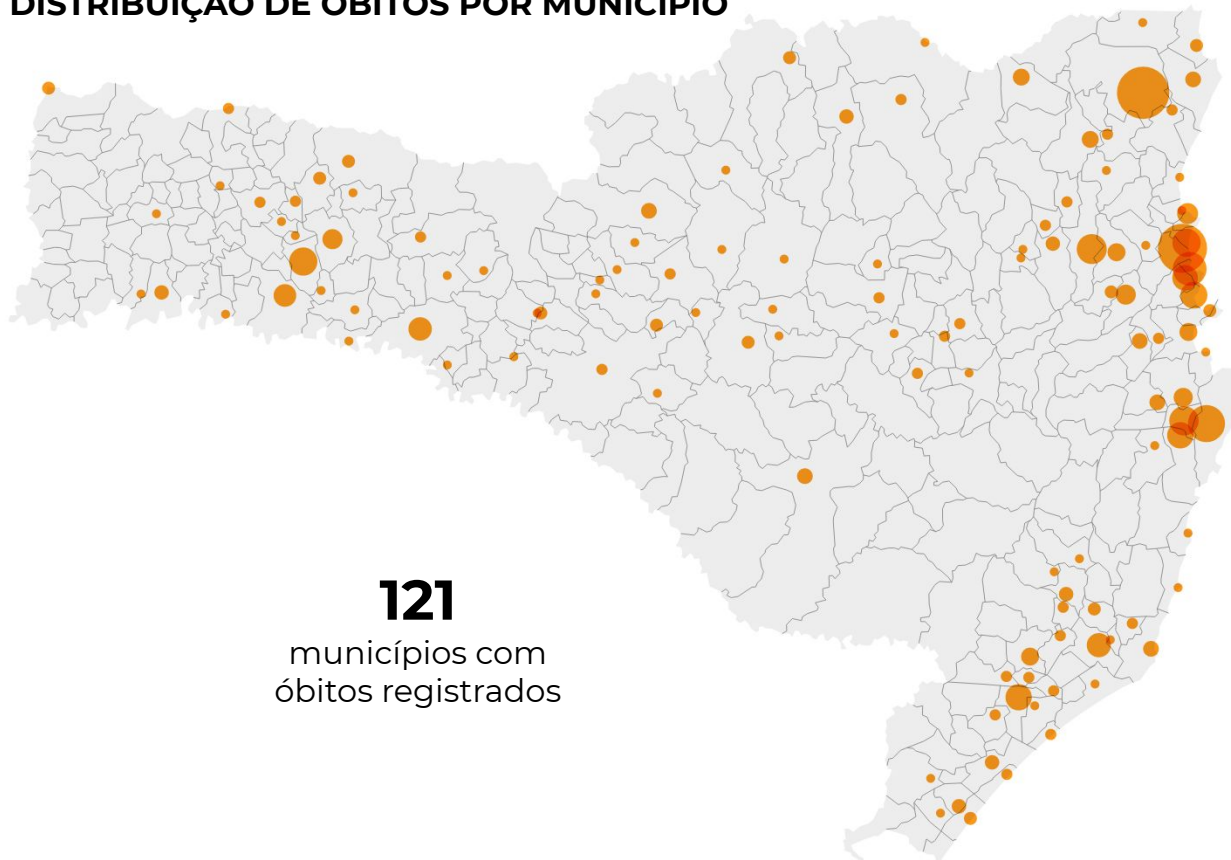 DISTRIBUIÇÃO DE ÓBITOS POR MUNICÍPIO
121
municípios com
óbitos registrados